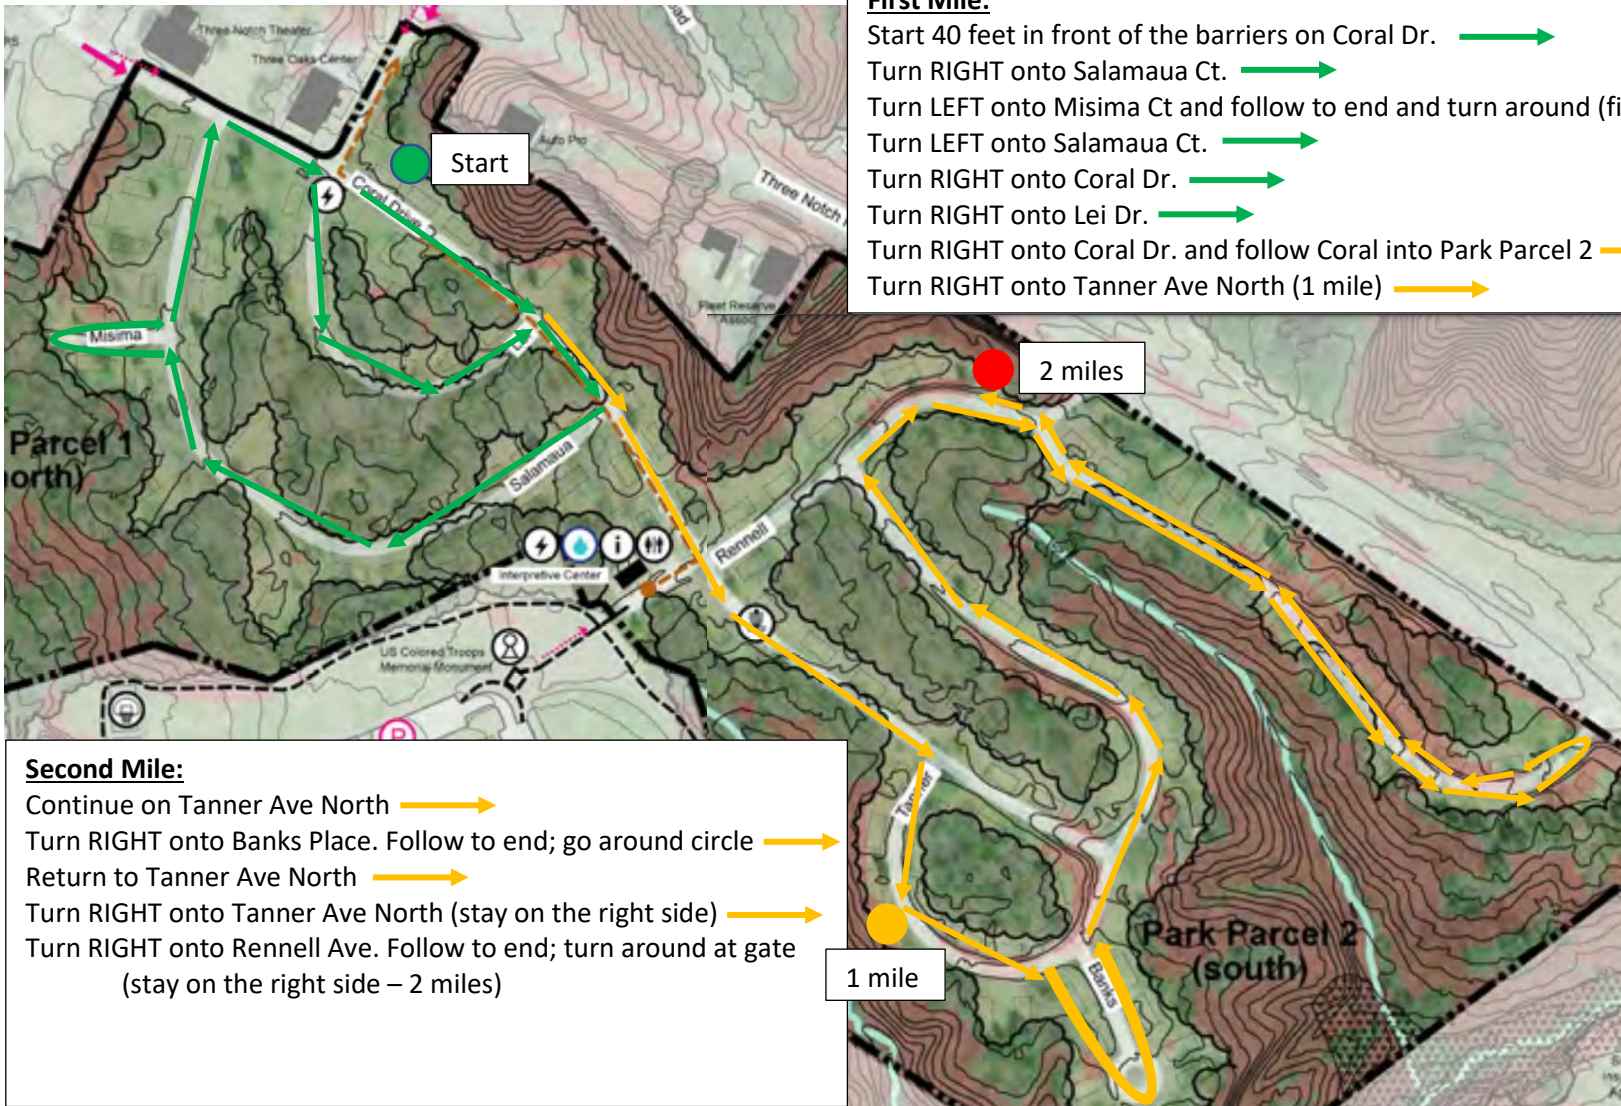 First Mile:
Start 40 feet in front of the barriers on Coral Dr.
Turn RIGHT onto Salamaua Ct.
Turn LEFT onto Misima Ct and follow to end and turn around (fi
Turn LEFT onto Salamaua Ct.
Turn RIGHT onto Coral Dr.
Turn RIGHT onto Lei Dr.
Turn RIGHT onto Coral Dr. and follow Coral into Park Parcel 2
Turn RIGHT onto Tanner Ave North (1 mile)
Three Notch Theater
Three Oaks Center
Start
Auto Pro
Three Notch
Coral Drive
Fleet Reserve
Assoc.
Misima
2 miles
Parcel 1
north)
Salamaua
Rennell
Interpretive Center
US Colored Troops
Memorial Monument
P
Tanner
Second Mile:
Continue on Tanner Ave North
Turn RIGHT onto Banks Place. Follow to end; go around circle
Return to Tanner Ave North
Turn RIGHT onto Tanner Ave North (stay on the right side)
Turn RIGHT onto Rennell Ave. Follow to end; turn around at gate
(stay on the right side – 2 miles)
1 mile
Banks
Park Parcel 2
(south)